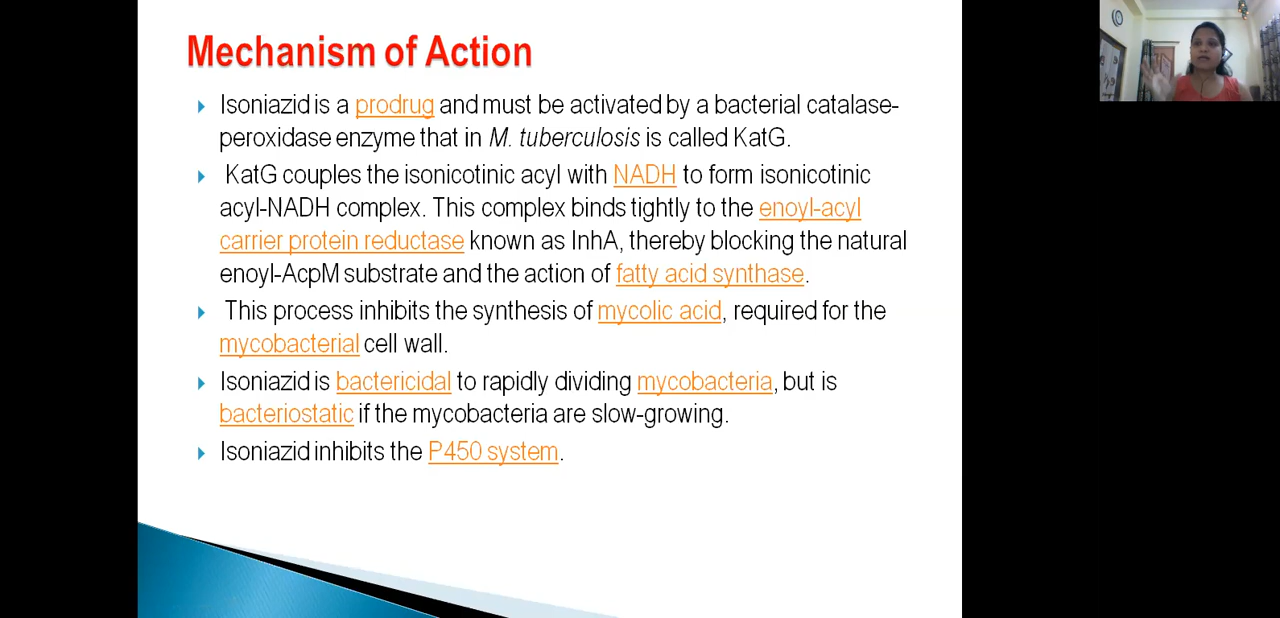 Mechanism of Action
Isoniazid is a prodrug and must be activated by a bacterial catalase-
peroxidase enzyme that in M. tuberculosis is called KatG.
KatG couples the isonicotinic acyl with NADH to form isonicotinic
acyl-NADH complex. This complex binds tightly to the enoyl-acyl
carrier protein reductase known as InhA, thereby blocking the natural
enoyl-AcpM substrate and the action of fatty acid synthase.
This process inhibits the synthesis of mycolic acid, required for the
mycobacterial cell wall.
Isoniazid is bactericidal to rapidly dividing mycobacteria, but is
bacteriostatic if the mycobacteria are slow-growing.
Isoniazid inhibits the P450 system.